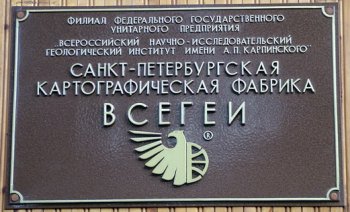 ФИЛИАЛ ФЕДЕРАЛЬНОГО ГОСУДАРСТВЕННОГО
УНИТАРНОГО ПРЕДПРИЯТИЯ
„ВСЕРОССИЙСКИЙ НАУЧНО-ИССЛЕДОВАТЕЛЬСКИЙ
ГЕОЛОГИЧЕСКИЙ ИНСТИТУТ ИМЕНИ А.П.КАРПИНСКОГО"
САНКТ-ПЕТЕРБУРГСКАЯ
КАРТОГРАФИЧЕСКАЯ ФАБРИКА
ВСЕГЕИ
®